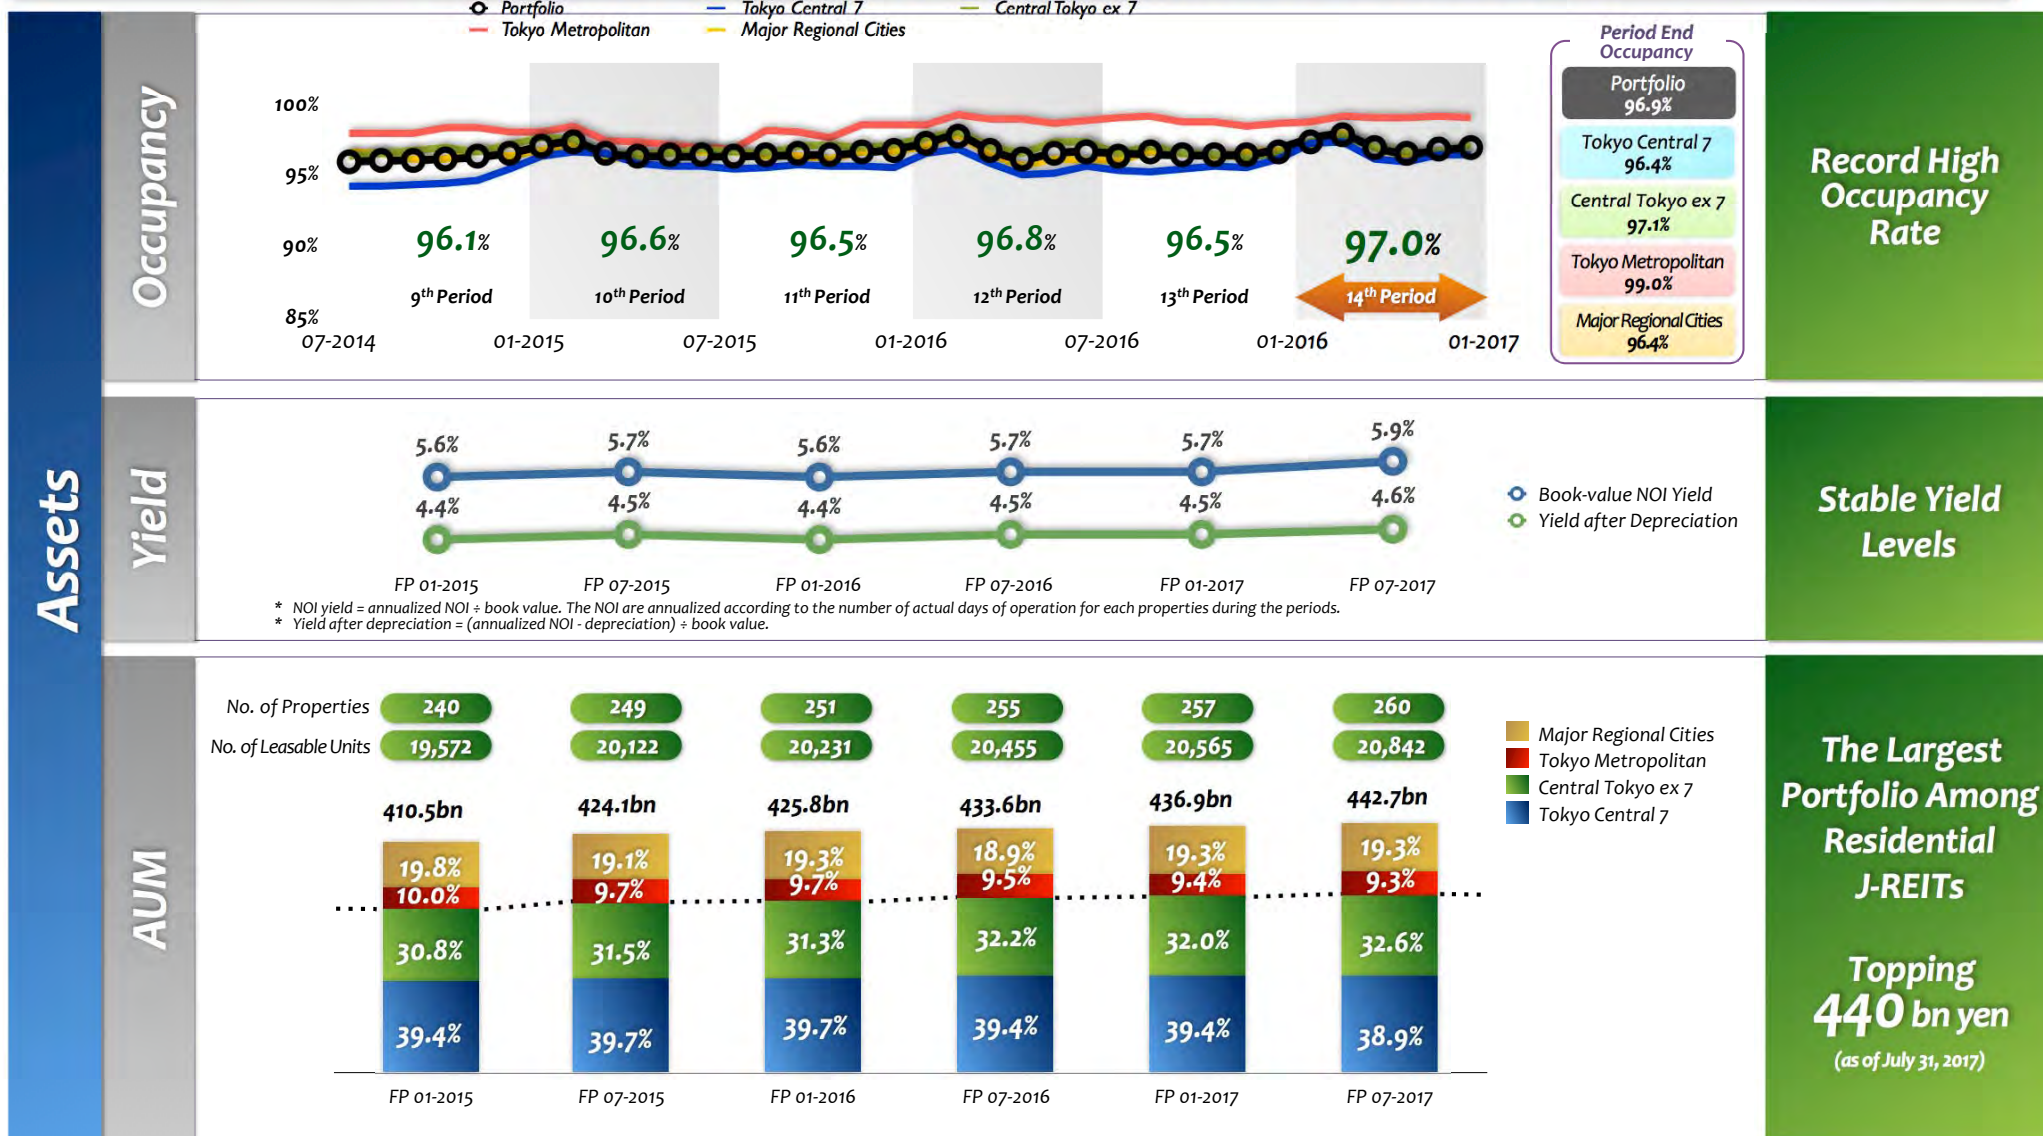 Portfolio
Tokyo Central 7
Central Tokyo ex 7
Tokyo Metropolitan
Major Regional Cities
Assets
Occupancy
100%
95%
90%
85%
96.1%
96.6%
96.5%
96.8%
96.5%
97.0%
9th Period
10th Period
11th Period
12th Period
13th Period
14th Period
07-2014
01-2015
07-2015
01-2016
07-2016
01-2016
01-2017
Period End
Occupancy
Portfolio
96.9%
Tokyo Central 7
96.4%
Central Tokyo ex 7
97.1%
Tokyo Metropolitan
99.0%
Major Regional Cities
96.4%
Record High
Occupancy
Rate
Yield
5.6%
5.7%
5.6%
5.7%
5.7%
5.9%
4.4%
4.5%
4.4%
4.5%
4.5%
4.6%
FP 01-2015
FP 07-2015
FP 01-2016
FP 07-2016
FP 01-2017
FP 07-2017
Book-value NOI Yield
Yield after Depreciation
* NOI yield = annualized NOI ÷ book value. The NOI are annualized according to the number of actual days of operation for each properties during the periods.
* Yield after depreciation = (annualized NOI - depreciation) ÷ book value.
Stable Yield
Levels
AUM
No. of Properties
240
249
251
255
257
260
No. of Leasable Units
19,572
20,122
20,231
20,455
20,565
20,842
410.5bn
424.1bn
425.8bn
433.6bn
436.9bn
442.7bn
19.8%
19.1%
19.3%
18.9%
19.3%
19.3%
10.0%
9.7%
9.7%
9.5%
9.4%
9.3%
30.8%
31.5%
31.3%
32.2%
32.0%
32.6%
39.4%
39.7%
39.7%
39.4%
39.4%
38.9%
FP 01-2015
FP 07-2015
FP 01-2016
FP 07-2016
FP 01-2017
FP 07-2017
Major Regional Cities
Tokyo Metropolitan
Central Tokyo ex 7
Tokyo Central 7
The Largest
Portfolio Among
Residential
J-REITs
Topping
440 bn yen
(as of July 31, 2017)